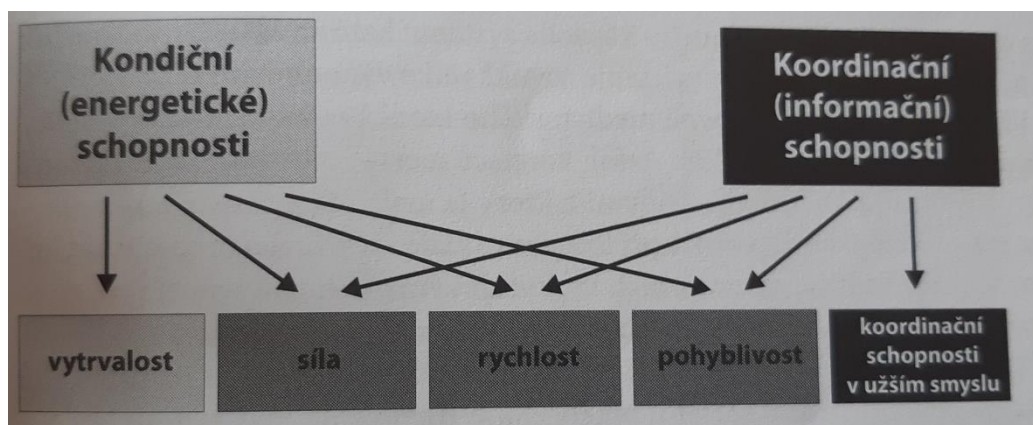 Kondiční
(energetické)
schopnosti
Koordinační
(informační)
schopnosti
vytrvalost
síla
rychlost
pohyblivost
koordinační
schopnosti
v užším smyslu